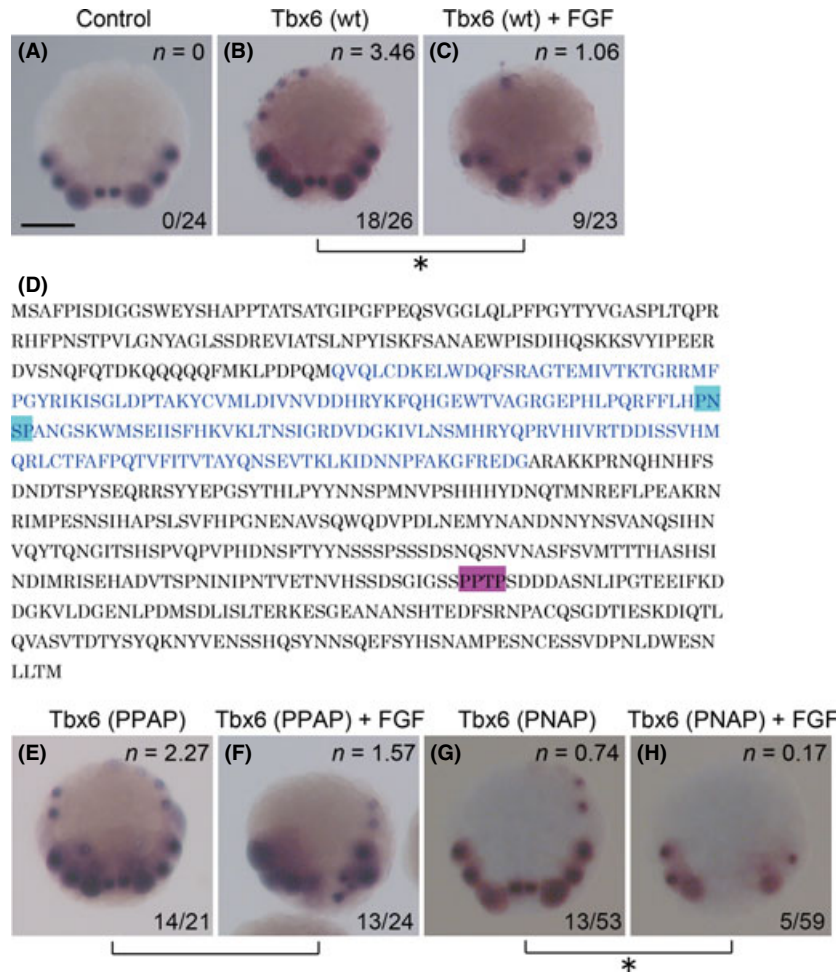 Control
Tbx6 (wt)
Tbx6 (wt) + FGF
(A)
n = 0
0/24
(B)
n = 3.46
18/26
(C)
n = 1.06
9/23
*
(D)
MSAFPISDIGGSWEYSHAPPTATSATGIPGFPEQSVGGLQLPFPGYTYVGASPLTQPR
RHFPNSTPVLGNYAGLSSDREVIATSLNPYISKFSANAEWPISDIHQSKKSVYIPEER
DVSNQFQTDKQQQQQFMKLPDPQMQVQLCDKELWDQFSRAGTEMIVTKTGRRMF
PGYRIKISGLDPTAKYCVMLDIVNVDDHRYKFQHGEWTVAGRGEPHLPQRFFLHPN
SPANGSKWMSEIISFHKVKLTNSIGRDVDGKIVLNSMHRYQPRVHIVRTDDISSVHM
QRLCTFAFPQTVFITVTAYQNSEVTKLKIDNNPFAKGFREDGARAKKPRNQHNHFS
DNDTSPYSEQRRSYYEPGSYTHLPYYNNSPMNVPSHHHYDNQTMNREFLPEAKRN
RIMPESNSIHAPSLSVFHPGNENAVSQWQDVPDLNEMYNANDNNYNSVANQSIHN
VQYTQNGITSHSPVQPVPHDNSFTYYNSSSPSSSDSNQSNVNASFSVMTTTHASHSI
NDIMRISEHADVTSPNINIPNTVETNVHSSDSGIGSSPPTPSDDDASNLIPGTEEIFKD
DGKVLDGENLPDMSDLISLTERKESGEANANSHTEDFSRNPACQSGDTIESKDIQTL
QVASVTDTYSYQKNYVENSSHQSYNNSQEFSYHSNAMPESNCESSVDPNLDWESN
LLTM
Tbx6 (PPAP)
Tbx6 (PPAP) + FGF
Tbx6 (PNAP)
Tbx6 (PNAP) + FGF
(E)
n = 2.27
14/21
(F)
n = 1.57
13/24
(G)
n = 0.74
13/53
(H)
n = 0.17
5/59
*